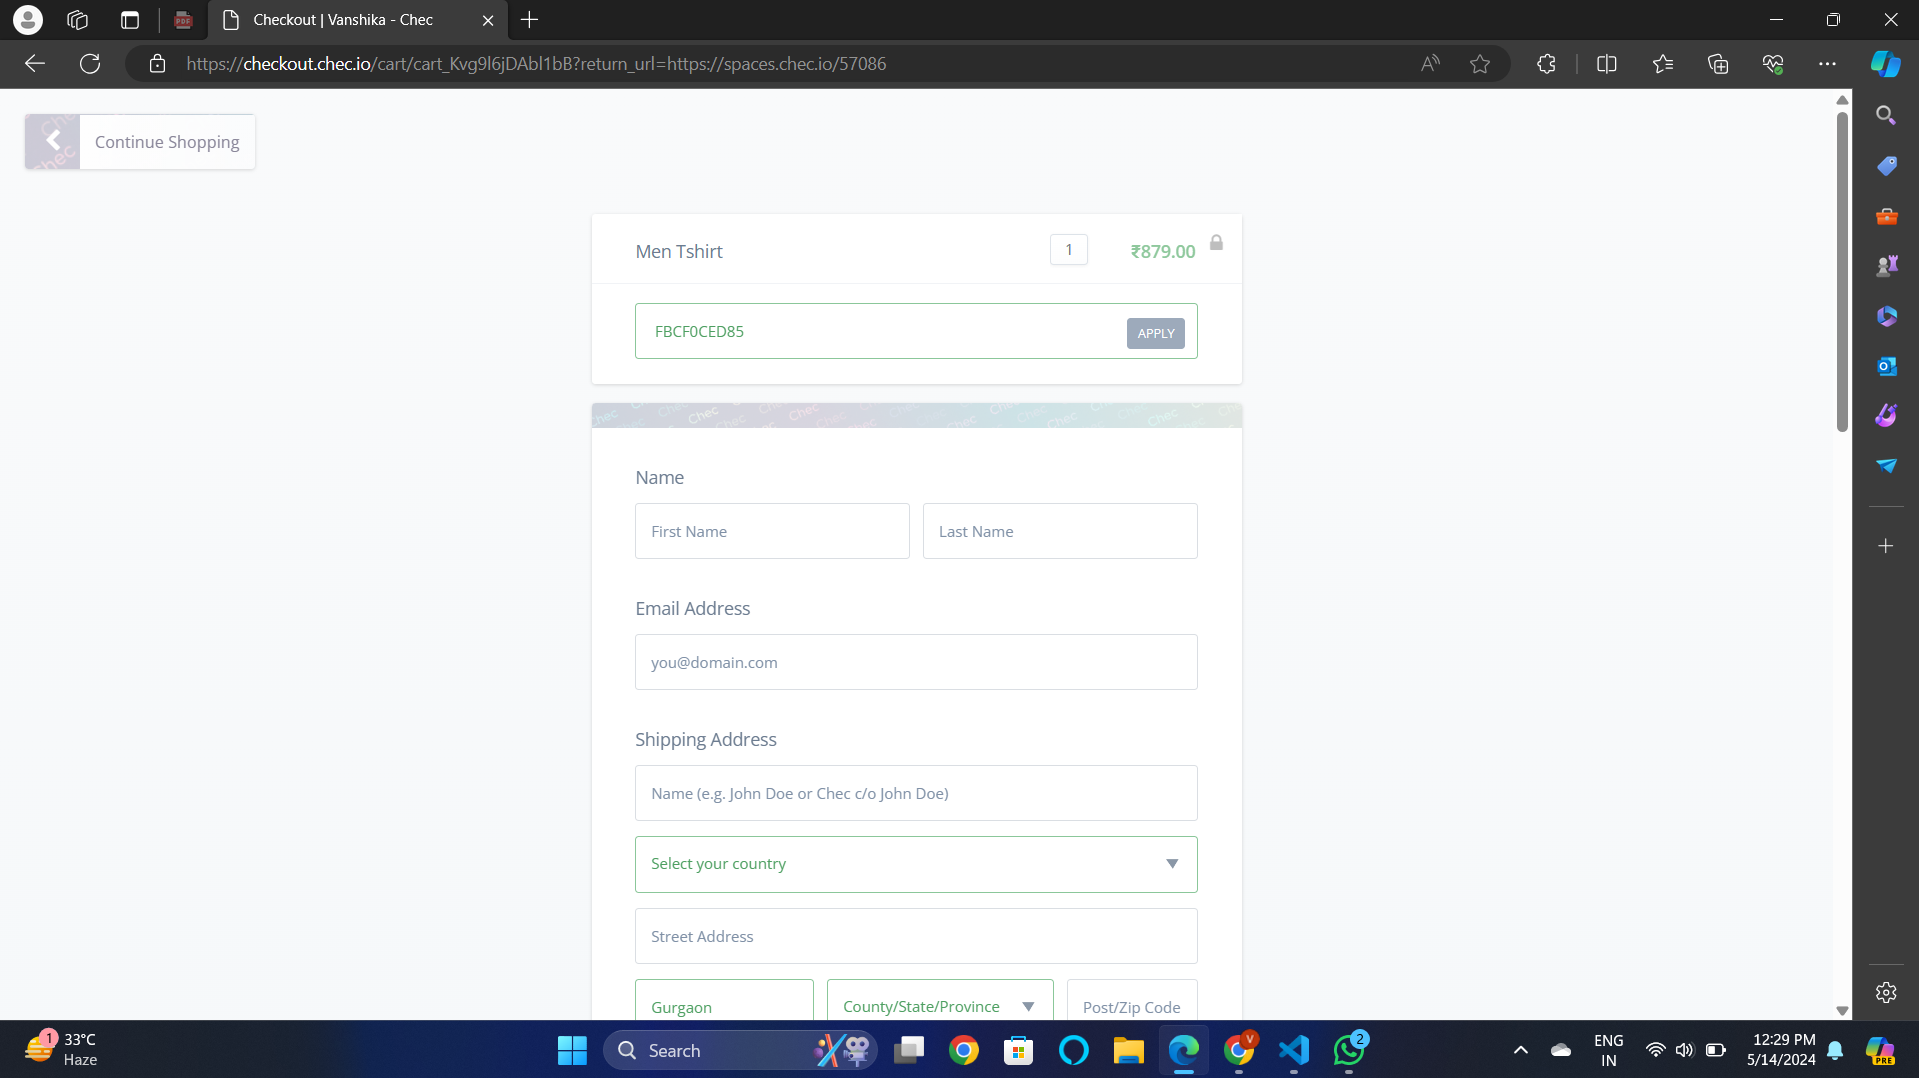 Checkout | Vanshika - Chec
https://checkout.chec.io/cart/cart_Kvg9l6jDAbl1bB?return_url=https://spaces.chec.io/57086
Continue Shopping
Men Tshirt
1
₹879.00
FBCF0CED85
APPLY
Name
First Name
Last Name
Email Address
you@domain.com
Shipping Address
Name (e.g. John Doe or Chec c/o John Doe)
Select your country
Street Address
Gurgaon
County/State/Province
Post/Zip Code
1
33°C
Haze
Search
V
2
ENG
IN
12:29 PM
5/14/2024
PRE